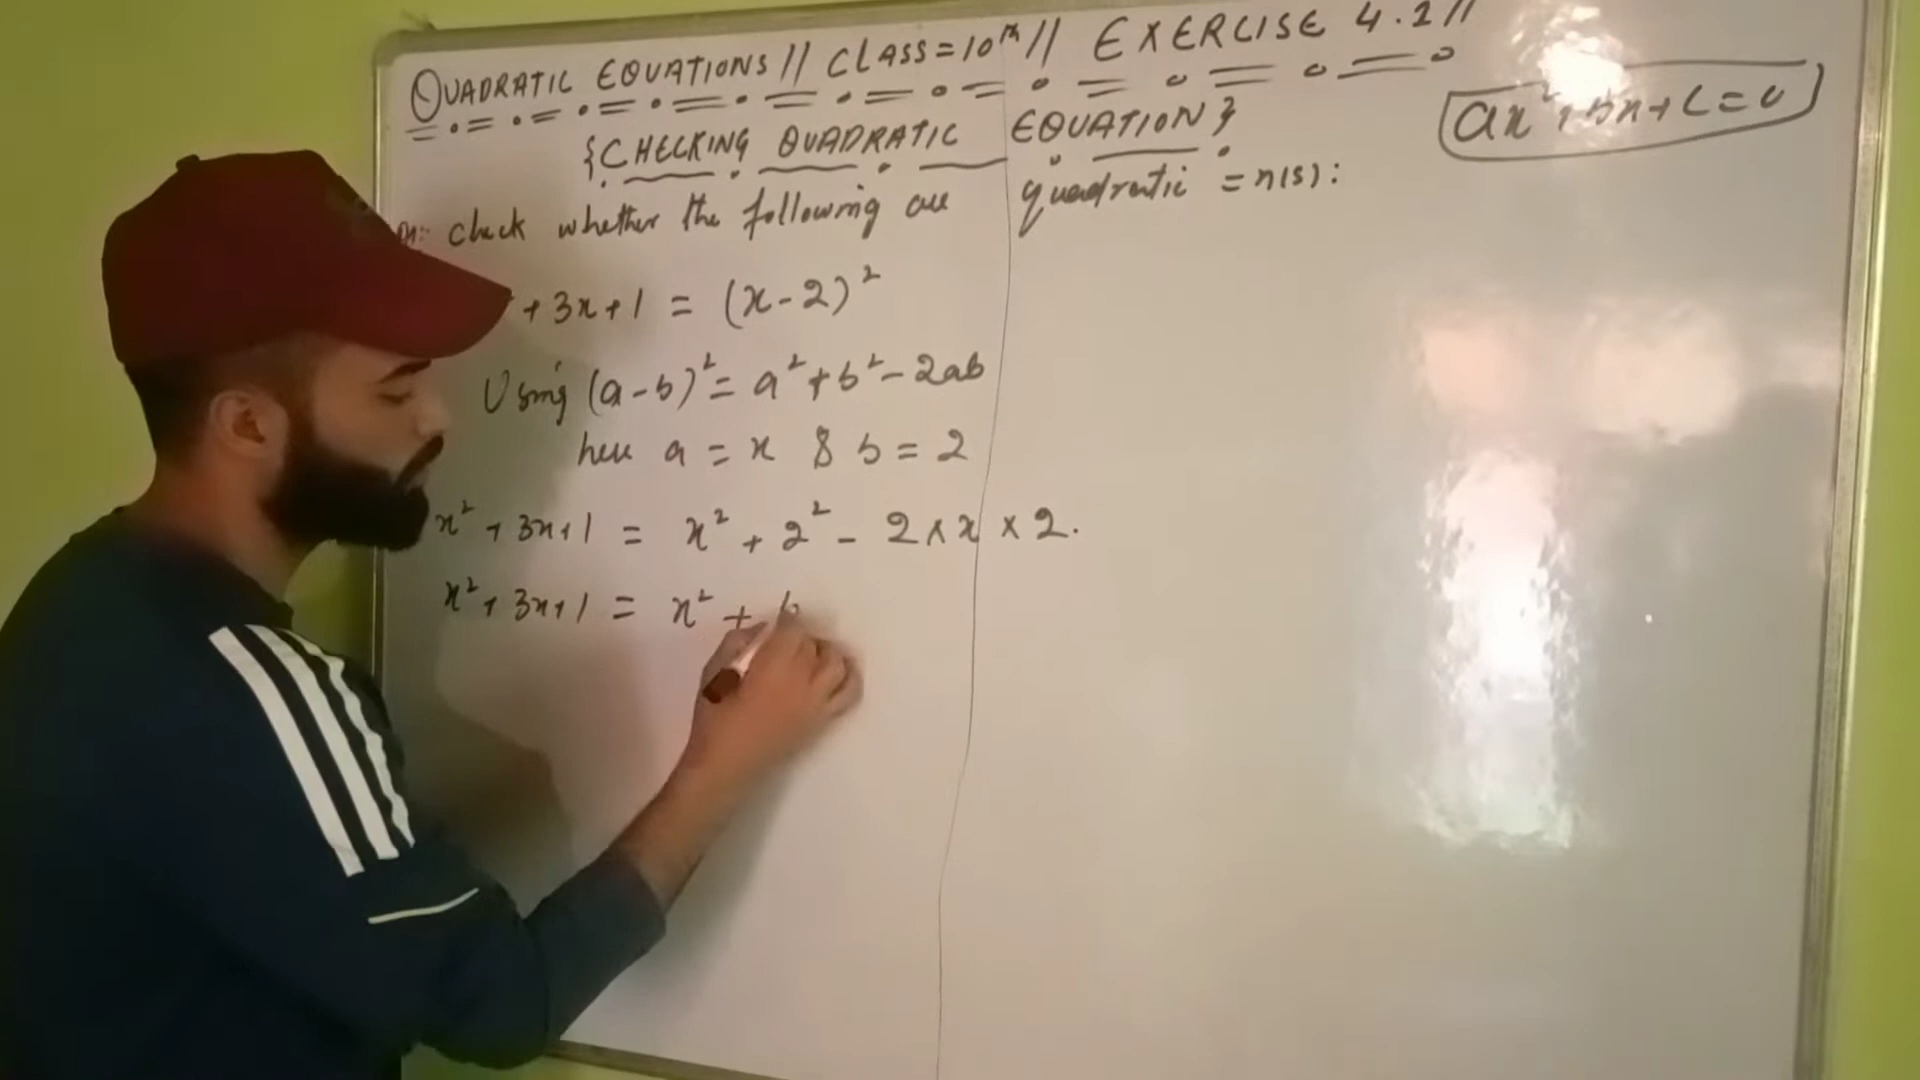 QUADRATIC EQUATIONS // CLASS=10th // EXERCISE 4.1//
ax²+bx+c=0
{CHECKING QUADRATIC EQUATION}
check whether the following are quadratic =n(s):
+3x+1 = (x-2)²
Using (a-b)² = a²+b²-2ab
here a = x & b = 2
x²+3x+1 = x² + 2² - 2×x×2.
x²+3x+1 = x² +